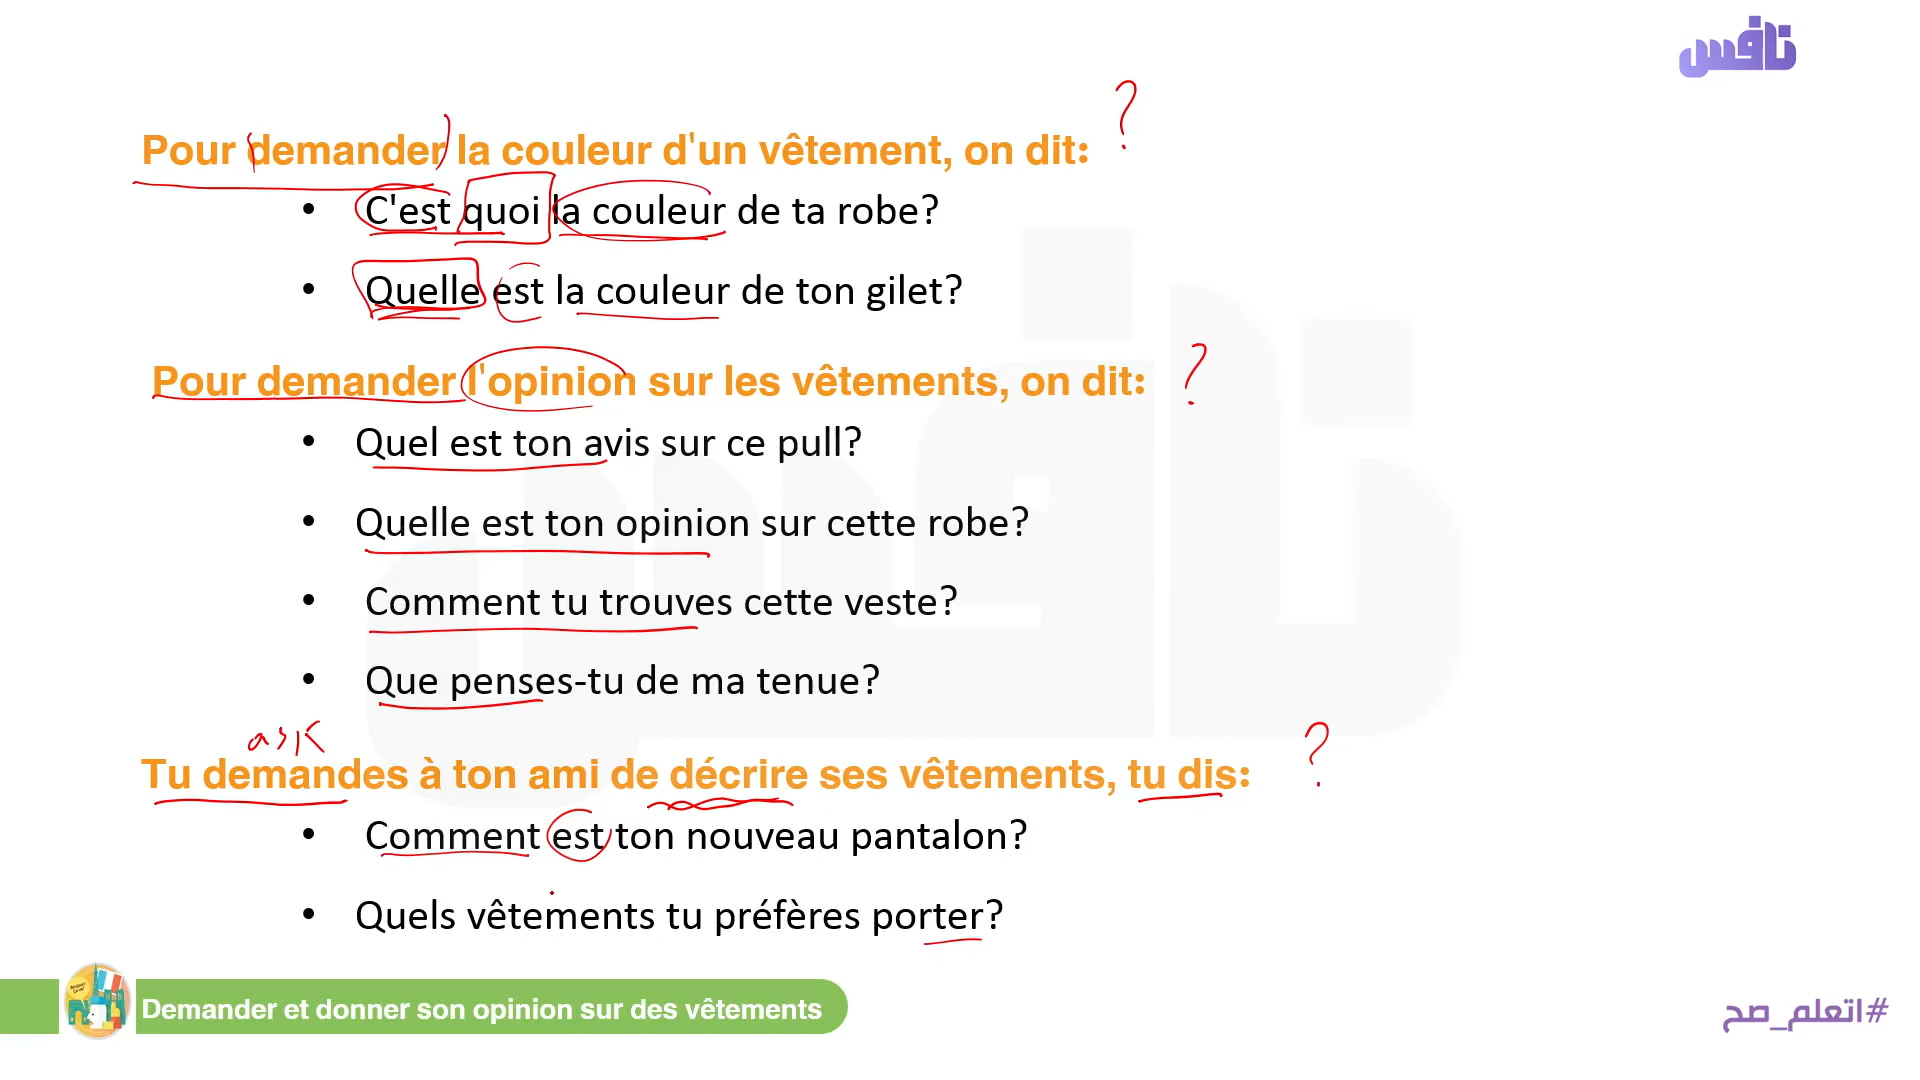 نافس
Pour demander la couleur d'un vêtement, on dit: ?
• C'est quoi la couleur de ta robe?
• Quelle est la couleur de ton gilet?
Pour demander l'opinion sur les vêtements, on dit: ?
• Quel est ton avis sur ce pull?
• Quelle est ton opinion sur cette robe?
• Comment tu trouves cette veste?
• Que penses-tu de ma tenue?
ask
Tu demandes à ton ami de décrire ses vêtements, tu dis: ?
• Comment est ton nouveau pantalon?
• Quels vêtements tu préfères porter?
Demander et donner son opinion sur des vêtements
#اتعلم_صح